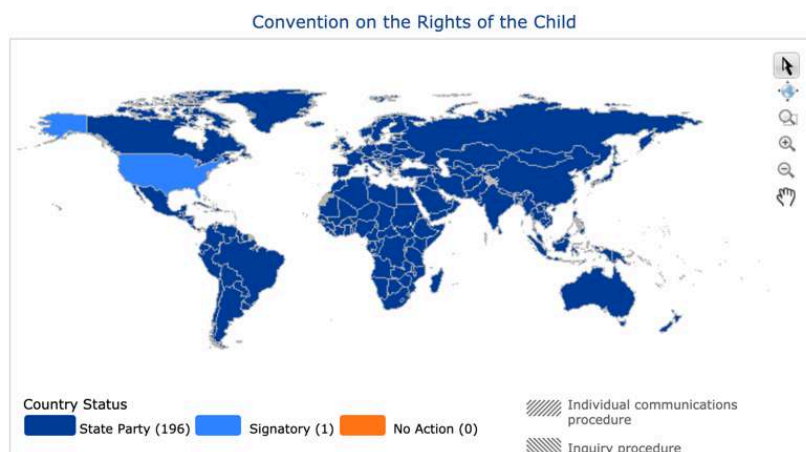 Convention on the Rights of the Child
Country Status
State Party (196)
Signatory (1)
No Action (0)
Individual communications
procedure
Inquiry procedure